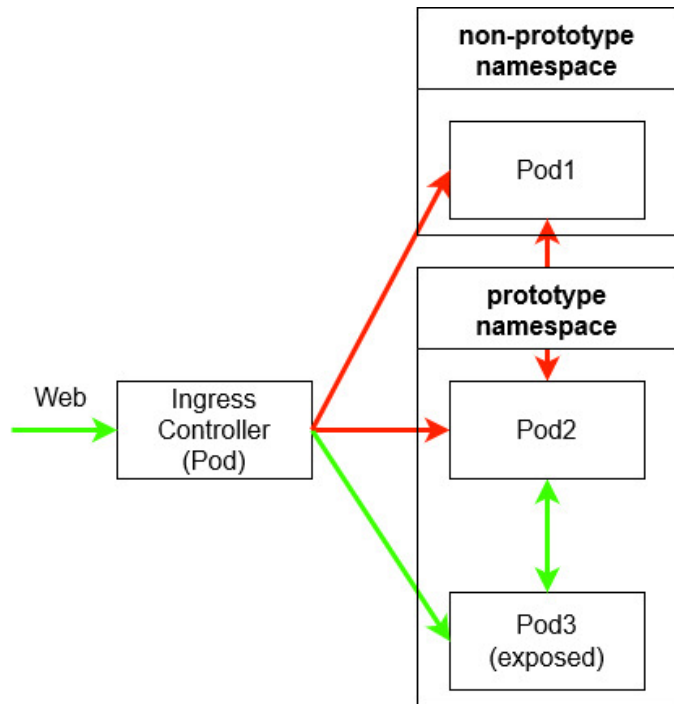 non-prototype
namespace
Pod1
prototype
namespace
Web
Ingress
Controller
(Pod)
Pod2
Pod3
(exposed)